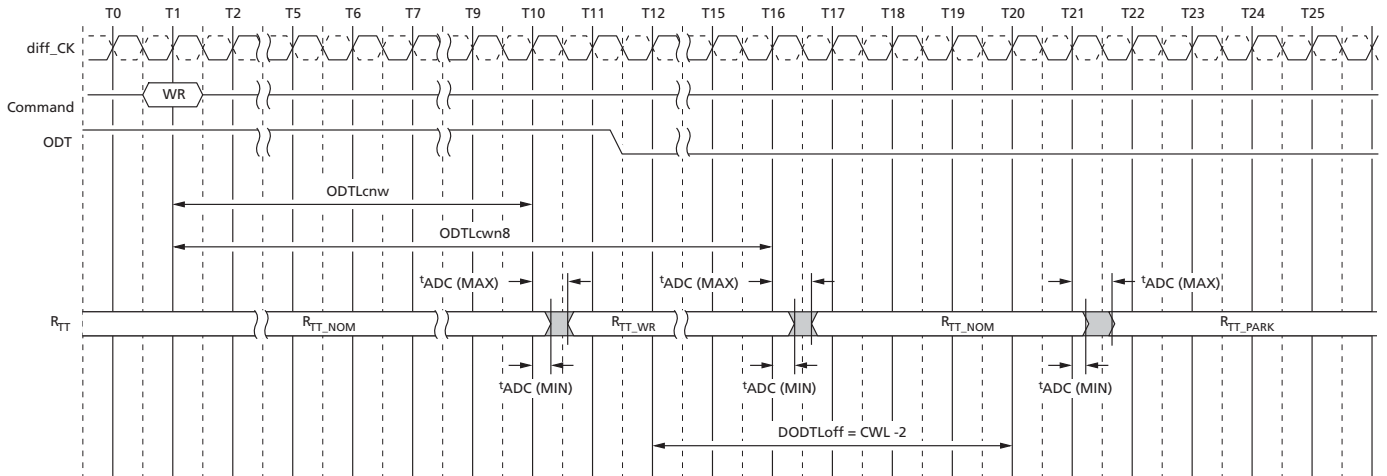 T0 T1 T2 T5 T6 T7 T9 T10 T11 T12 T15 T16 T17 T18 T19 T20 T21 T22 T23 T24 T25
diff_CK
WR
Command
ODT
ODTLcnw
ODTLcwn8
tADC (MAX) tADC (MAX) tADC (MAX)
RTT RTT_NOM RTT_WR RTT_NOM RTT_PARK
tADC (MIN) tADC (MIN) tADC (MIN)
DODTLoff = CWL -2